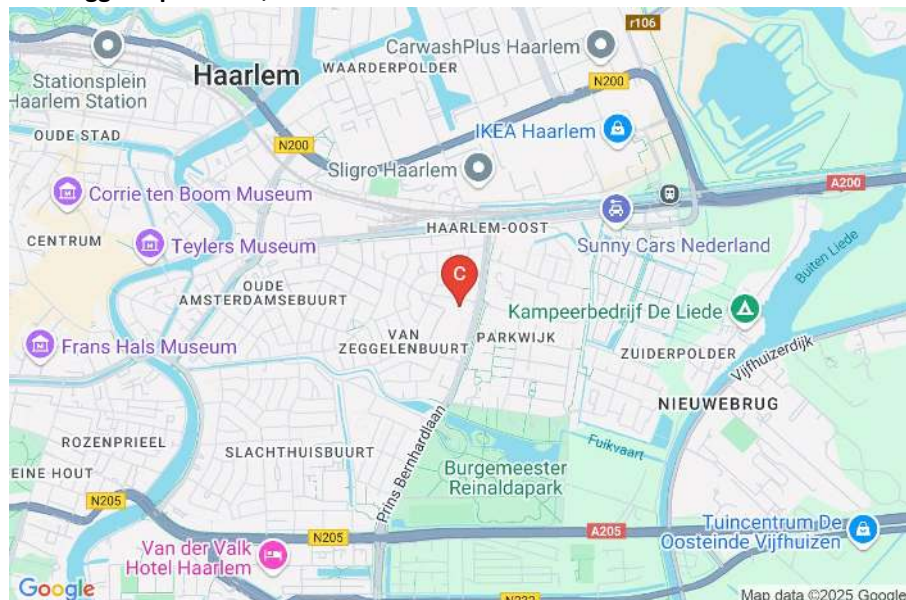 r106
CarwashPlus Haarlem
Stationsplein
Haarlem Station
Haarlem
WAARDERPOLDER
N200
OUDE STAD
IKEA Haarlem
N200
Sligro Haarlem
A200
Corrie ten Boom Museum
HAARLEM-OOST
CENTRUM
Teylers Museum
Sunny Cars Nederland
Buiten Liede
C
OUDE
AMSTERDAMSEBUURT
Kampeerbedrijf De Liede
Frans Hals Museum
VAN
ZEGGELENBUURT
PARKWIJK
ZUIDERPOLDER
Vijfhuizerdijk
NIEUWEBRUG
ROZENPRIEEL
SLACHTHUISBUURT
Prins Bernhardlaan
Fuikvaart
EINE HOUT
Burgemeester
Reinaldapark
N205
N205
A205
Tuincentrum De
Oosteinde Vijfhuizen
Van der Valk
Hotel Haarlem
Google
N232
Map data ©2025 Google